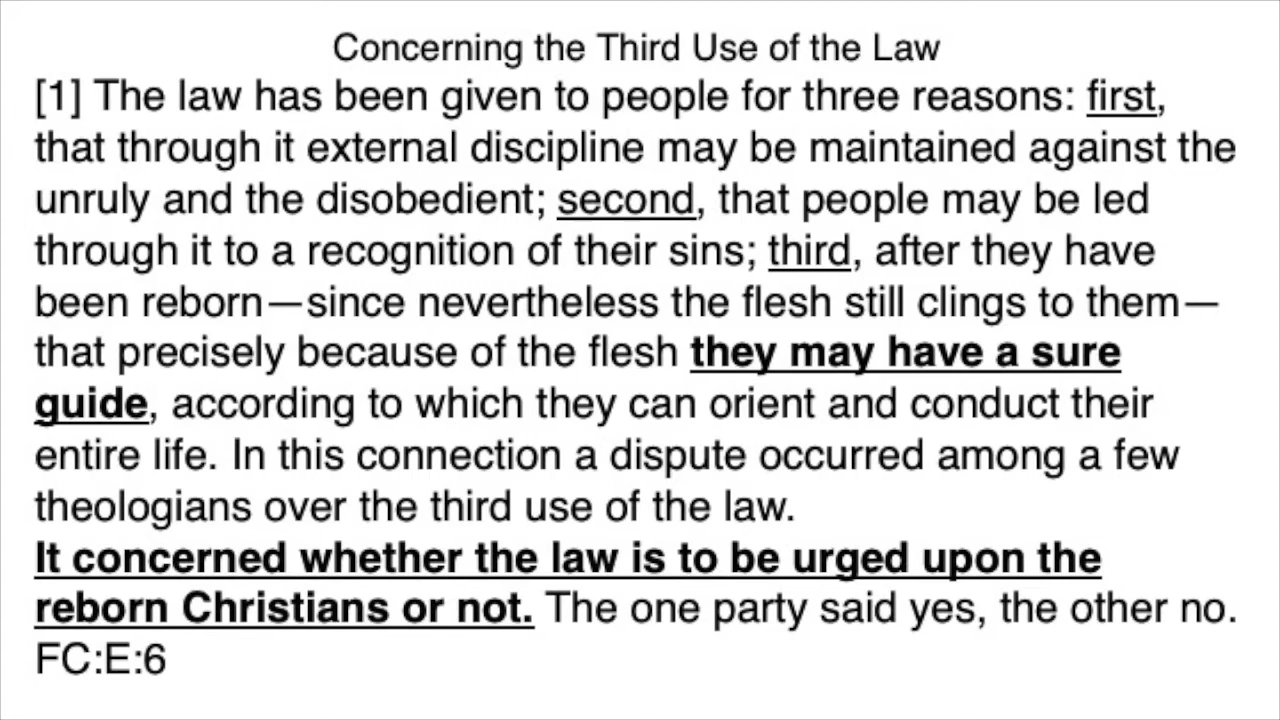 Concerning the Third Use of the Law
[1] The law has been given to people for three reasons: first,
that through it external discipline may be maintained against the
unruly and the disobedient; second, that people may be led
through it to a recognition of their sins; third, after they have
been reborn—since nevertheless the flesh still clings to them—
that precisely because of the flesh they may have a sure
guide, according to which they can orient and conduct their
entire life. In this connection a dispute occurred among a few
theologians over the third use of the law.
It concerned whether the law is to be urged upon the
reborn Christians or not. The one party said yes, the other no.
FC:E:6